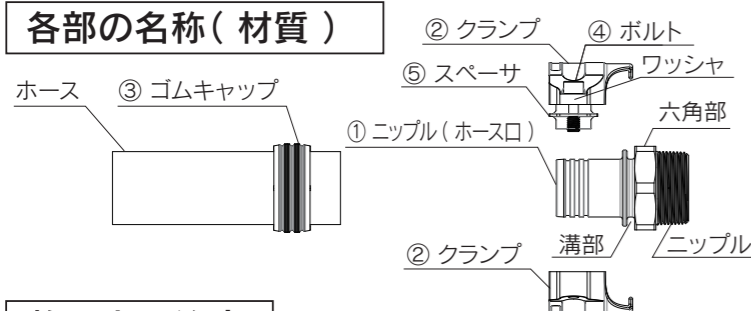 各部の名称( 材質 )
② クランプ
④ ボルト
⑤ スペーサ
ワッシャ
ホース
③ ゴムキャップ
六角部
① ニップル ( ホース口 )
溝部
ニップル
② クランプ